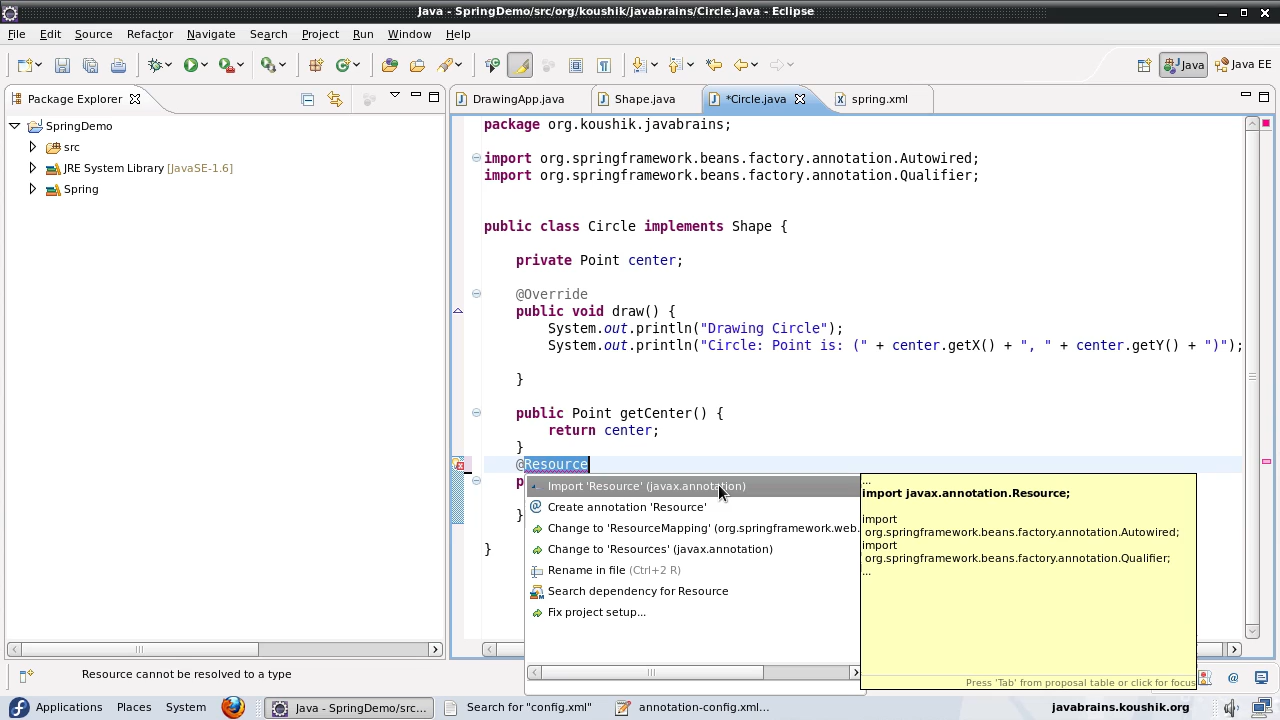 Java - SpringDemo/src/org/koushik/javabrains/Circle.java - Eclipse
File Edit Source Refactor Navigate Search Project Run Window Help
Java Java EE
Package Explorer
DrawingApp.java Shape.java *Circle.java spring.xml
SpringDemo
src
JRE System Library [JavaSE-1.6]
Spring
package org.koushik.javabrains;
import org.springframework.beans.factory.annotation.Autowired;
import org.springframework.beans.factory.annotation.Qualifier;
public class Circle implements Shape {
private Point center;
@Override
public void draw() {
System.out.println("Drawing Circle");
System.out.println("Circle: Point is: (" + center.getX() + ", " + center.getY() + ")");
}
public Point getCenter() {
return center;
}
@Resource
p
}
}
Import 'Resource' (javax.annotation)
Create annotation 'Resource'
Change to 'ResourceMapping' (org.springframework.web.
Change to 'Resources' (javax.annotation)
Rename in file (Ctrl+2 R)
Search dependency for Resource
Fix project setup...
...
import javax.annotation.Resource;
import
org.springframework.beans.factory.annotation.Autowired;
import
org.springframework.beans.factory.annotation.Qualifier;
...
Press 'Tab' from proposal table or click for focus
Resource cannot be resolved to a type
Applications Places System Java - SpringDemo/src... Search for "config.xml" annotation-config.xml... javabrains.koushik.org